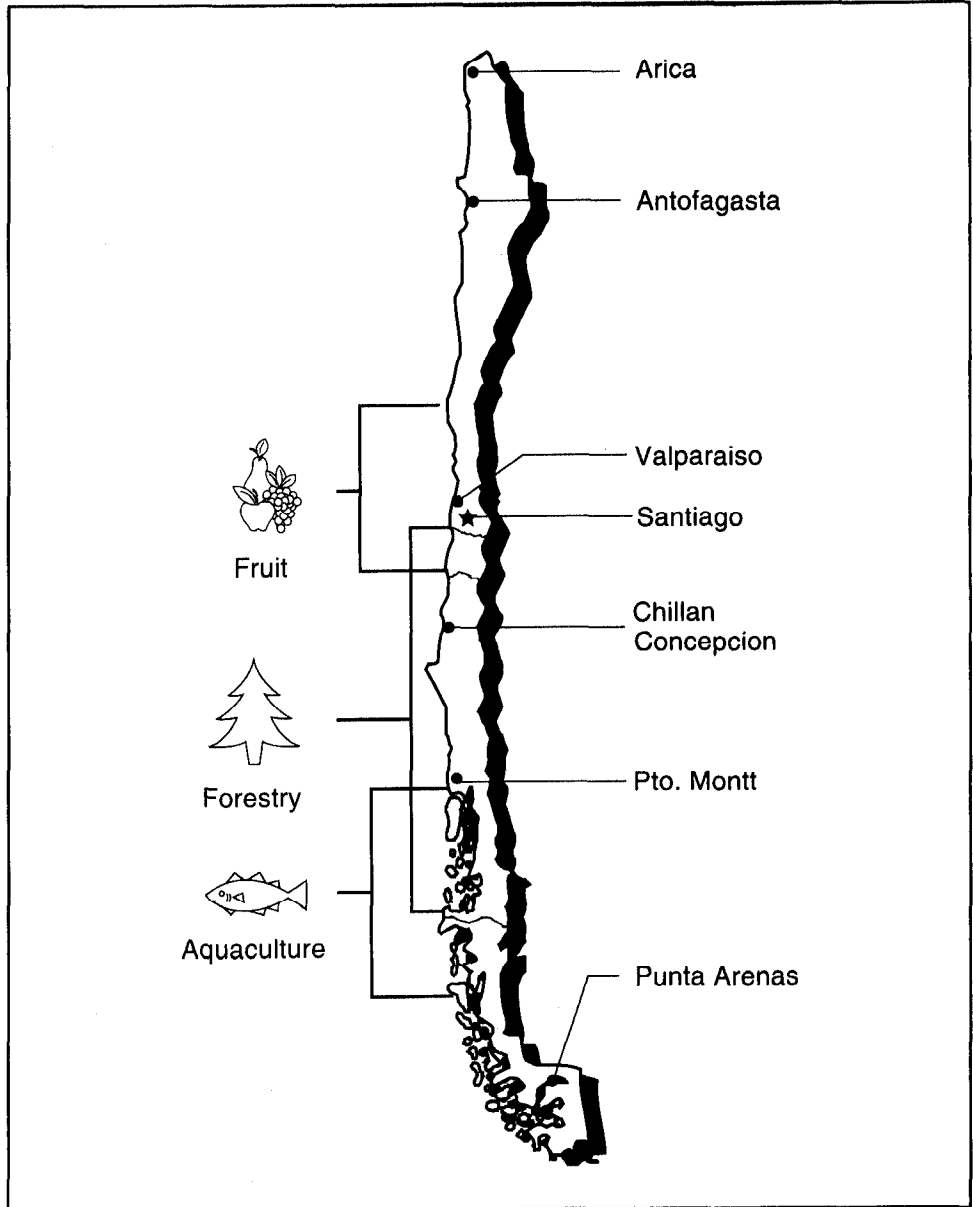 Arica
Antofagasta
Valparaiso
Santiago
Fruit
Chillan
Concepcion
Pto. Montt
Forestry
Aquaculture
Punta Arenas